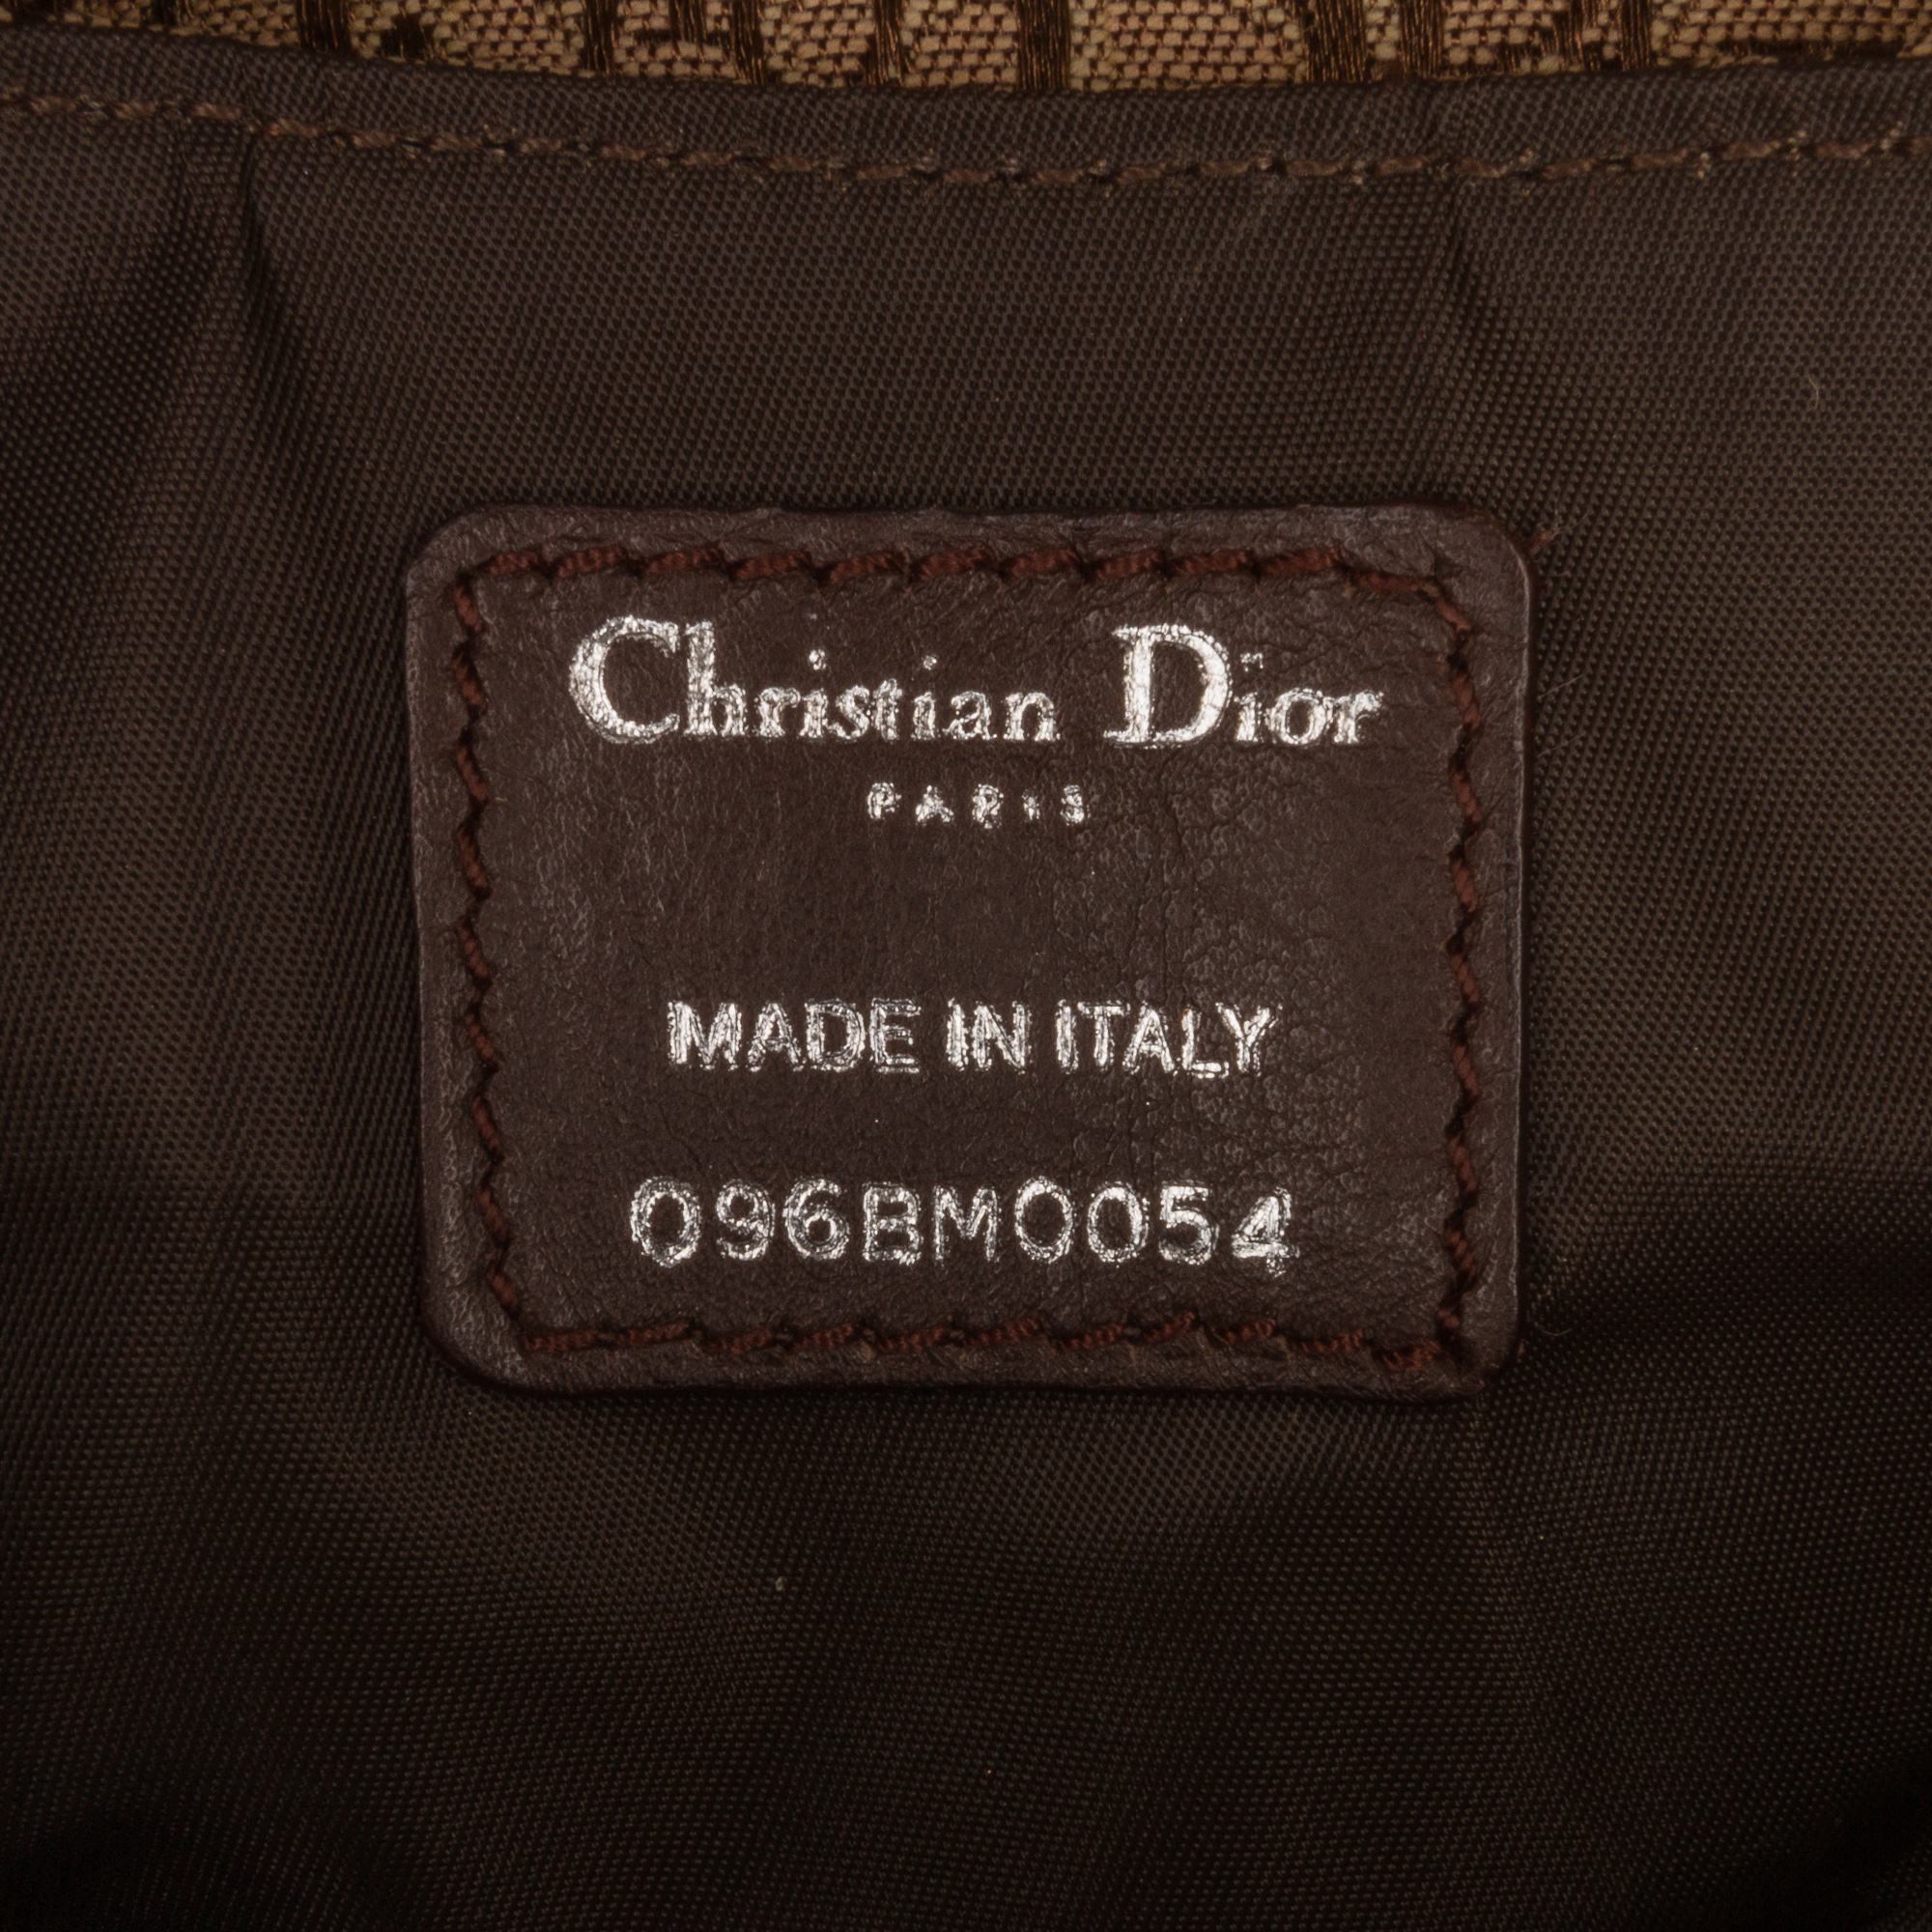 Christian Dior
PARIS
MADE IN ITALY
096BM0054